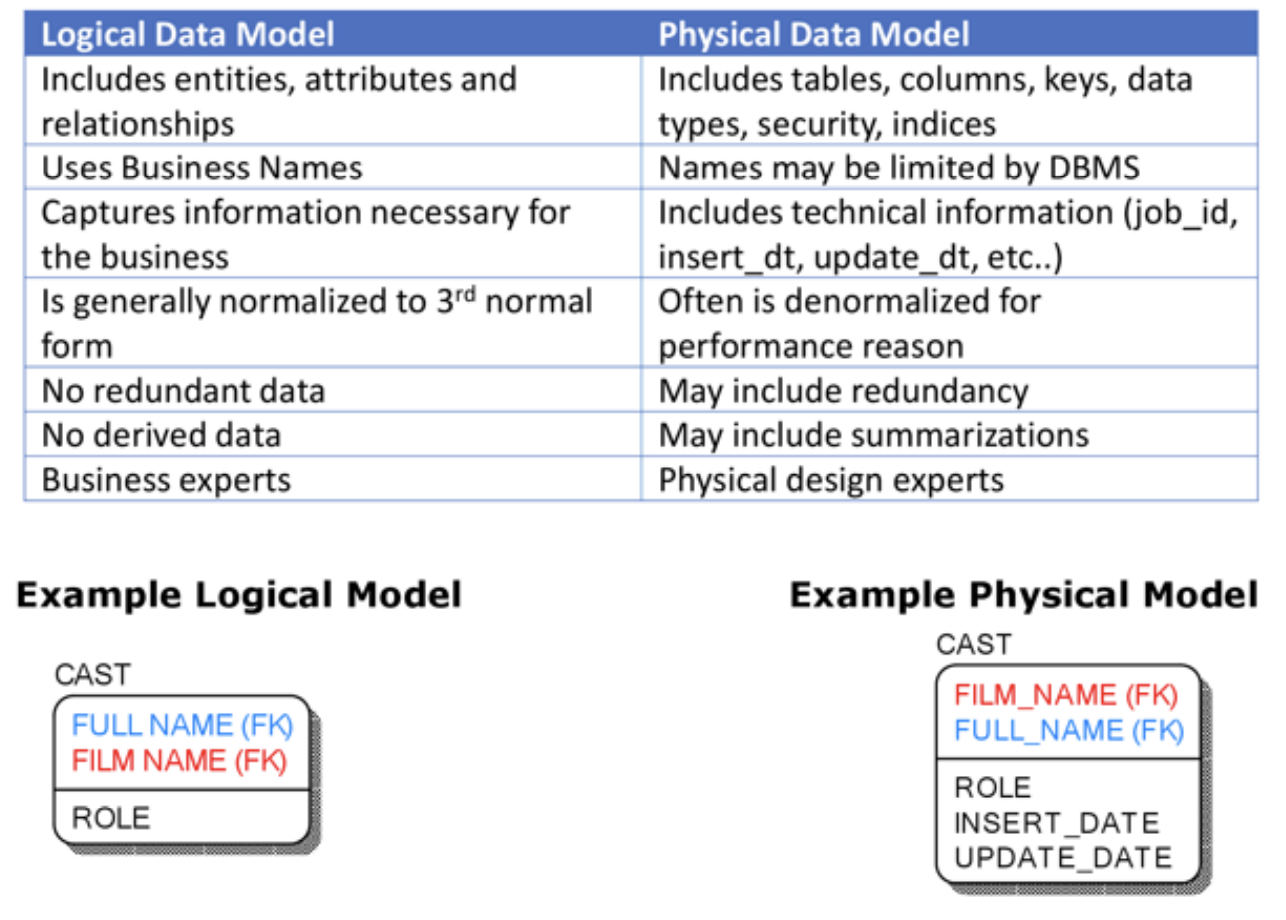 Logical Data Model
Physical Data Model
Includes entities, attributes and
relationships
Includes tables, columns, keys, data
types, security, indices
Uses Business Names
Names may be limited by DBMS
Captures information necessary for
the business
Includes technical information (job_id,
insert_dt, update_dt, etc..)
Is generally normalized to 3rd normal
form
Often is denormalized for
performance reason
No redundant data
May include redundancy
No derived data
May include summarizations
Business experts
Physical design experts
Example Logical Model
CAST
FULL NAME (FK)
FILM NAME (FK)
ROLE
Example Physical Model
CAST
FILM_NAME (FK)
FULL_NAME (FK)
ROLE
INSERT_DATE
UPDATE_DATE